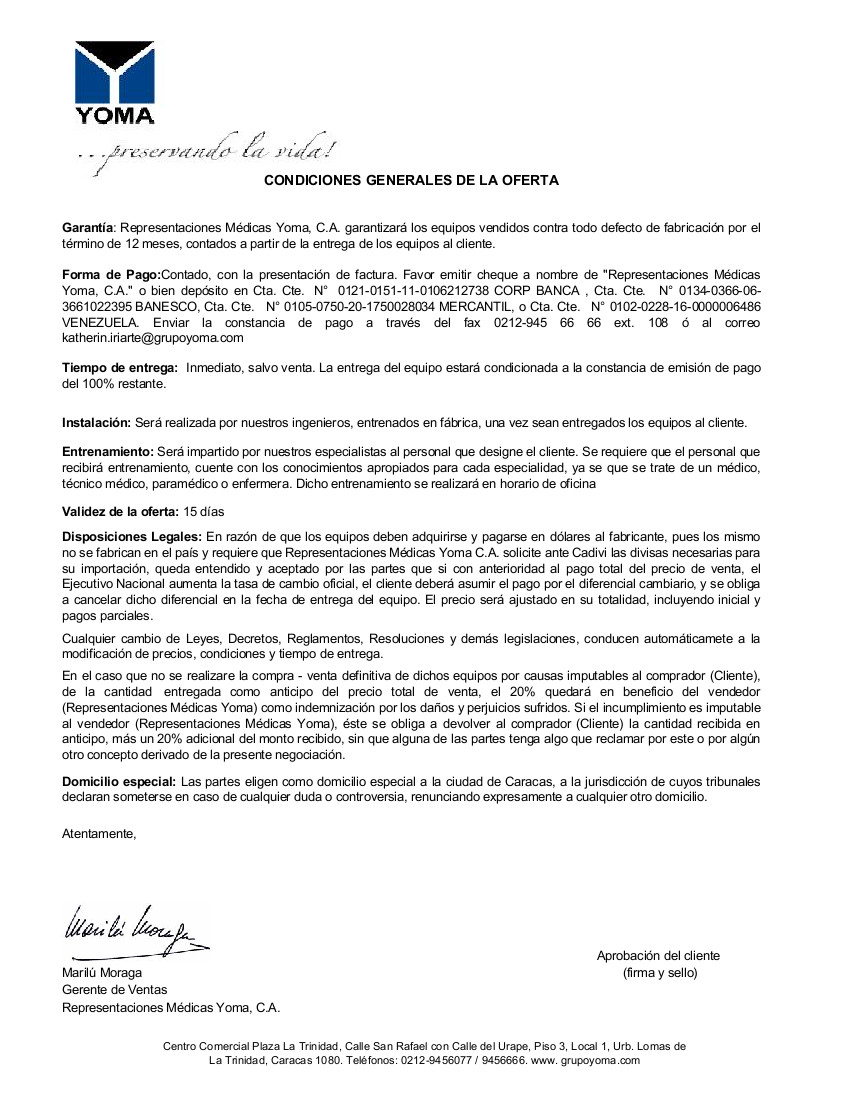 YOMA
...preservando la vida!
CONDICIONES GENERALES DE LA OFERTA
Garantía: Representaciones Médicas Yoma, C.A. garantizará los equipos vendidos contra todo defecto de fabricación por el
término de 12 meses, contados a partir de la entrega de los equipos al cliente.
Forma de Pago:Contado, con la presentación de factura. Favor emitir cheque a nombre de "Representaciones Médicas
Yoma, C.A." o bien depósito en Cta. Cte. N° 0121-0151-11-0106212738 CORP BANCA , Cta. Cte. N° 0134-0366-06-
3661022395 BANESCO, Cta. Cte. N° 0105-0750-20-1750028034 MERCANTIL, o Cta. Cte. N° 0102-0228-16-0000006486
VENEZUELA. Enviar la constancia de pago a través del fax 0212-945 66 66 ext. 108 ó al correo
katherin.iriarte@grupoyoma.com
Tiempo de entrega: Inmediato, salvo venta. La entrega del equipo estará condicionada a la constancia de emisión de pago
del 100% restante.
Instalación: Será realizada por nuestros ingenieros, entrenados en fábrica, una vez sean entregados los equipos al cliente.
Entrenamiento: Será impartido por nuestros especialistas al personal que designe el cliente. Se requiere que el personal que
recibirá entrenamiento, cuente con los conocimientos apropiados para cada especialidad, ya se que se trate de un médico,
técnico médico, paramédico o enfermera. Dicho entrenamiento se realizará en horario de oficina
Validez de la oferta: 15 días
Disposiciones Legales: En razón de que los equipos deben adquirirse y pagarse en dólares al fabricante, pues los mismo
no se fabrican en el país y requiere que Representaciones Médicas Yoma C.A. solicite ante Cadivi las divisas necesarias para
su importación, queda entendido y aceptado por las partes que si con anterioridad al pago total del precio de venta, el
Ejecutivo Nacional aumenta la tasa de cambio oficial, el cliente deberá asumir el pago por el diferencial cambiario, y se obliga
a cancelar dicho diferencial en la fecha de entrega del equipo. El precio será ajustado en su totalidad, incluyendo inicial y
pagos parciales.
Cualquier cambio de Leyes, Decretos, Reglamentos, Resoluciones y demás legislaciones, conducen automáticamete a la
modificación de precios, condiciones y tiempo de entrega.
En el caso que no se realizare la compra - venta definitiva de dichos equipos por causas imputables al comprador (Cliente),
de la cantidad entregada como anticipo del precio total de venta, el 20% quedará en beneficio del vendedor
(Representaciones Médicas Yoma) como indemnización por los daños y perjuicios sufridos. Si el incumplimiento es imputable
al vendedor (Representaciones Médicas Yoma), éste se obliga a devolver al comprador (Cliente) la cantidad recibida en
anticipo, más un 20% adicional del monto recibido, sin que alguna de las partes tenga algo que reclamar por este o por algún
otro concepto derivado de la presente negociación.
Domicilio especial: Las partes eligen como domicilio especial a la ciudad de Caracas, a la jurisdicción de cuyos tribunales
declaran someterse en caso de cualquier duda o controversia, renunciando expresamente a cualquier otro domicilio.
Atentamente,
Marilú Moraga
Marilú Moraga
Gerente de Ventas
Representaciones Médicas Yoma, C.A.
Aprobación del cliente
(firma y sello)
Centro Comercial Plaza La Trinidad, Calle San Rafael con Calle del Urape, Piso 3, Local 1, Urb. Lomas de
La Trinidad, Caracas 1080. Teléfonos: 0212-9456077 / 9456666. www. grupoyoma.com